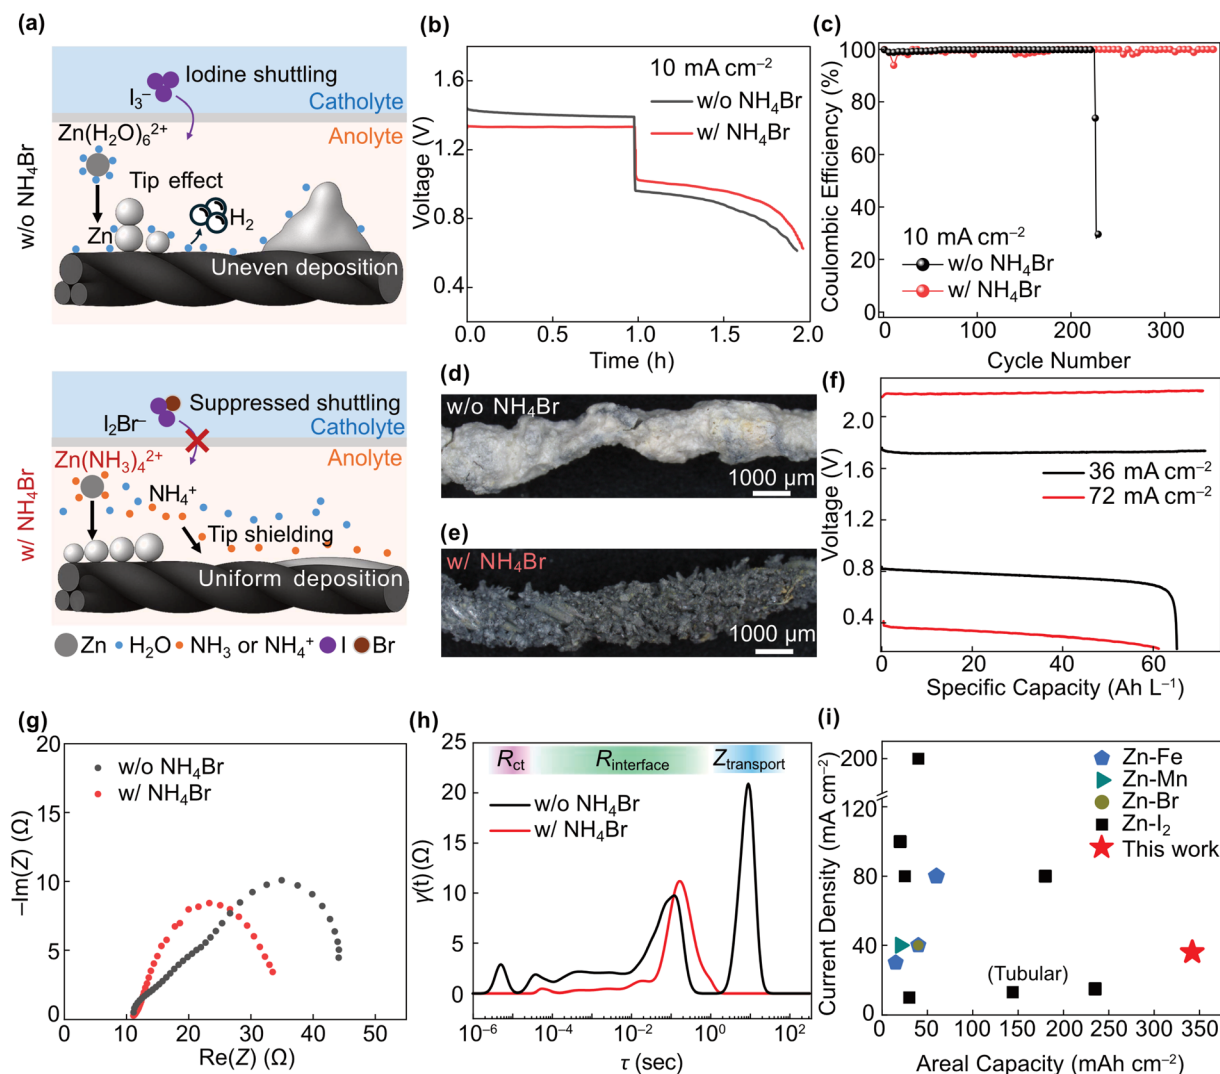 (a)
w/o NH₄Br
Iodine shuttling
I₃⁻
Catholyte
Zn(H₂O)₆²⁺
Anolyte
Tip effect
H₂
Zn
Uneven deposition
w/ NH₄Br
Suppressed shuttling
I₂Br⁻
Catholyte
Zn(NH₃)₄²⁺
Anolyte
NH₄⁺
Tip shielding
Uniform deposition
Zn H₂O NH₃ or NH₄⁺ I Br
(b)
10 mA cm⁻²
w/o NH₄Br
w/ NH₄Br
Voltage (V)
1.6
1.2
0.8
0.4
0.0 0.5 1.0 1.5 2.0
Time (h)
(c)
Coulombic Efficiency (%)
100
80
60
40
20
0
10 mA cm⁻²
w/o NH₄Br
w/ NH₄Br
0 100 200 300
Cycle Number
(d)
w/o NH₄Br
1000 µm
(e)
w/ NH₄Br
1000 µm
(f)
Voltage (V)
2.0
1.6
1.2
0.8
0.4
36 mA cm⁻²
72 mA cm⁻²
0 20 40 60
Specific Capacity (Ah L⁻¹)
(g)
−Im(Z) (Ω)
20
15
10
5
0
w/o NH₄Br
w/ NH₄Br
0 10 20 30 40 50
Re(Z) (Ω)
(h)
γ(t) (Ω)
25
20
15
10
5
0
R_ct R_interface Z_transport
w/o NH₄Br
w/ NH₄Br
10⁻⁶ 10⁻⁴ 10⁻² 10⁰ 10²
τ (sec)
(i)
Current Density (mA cm⁻²)
200
120
80
40
0
Zn-Fe
Zn-Mn
Zn-Br
Zn-I₂
This work
(Tubular)
0 50 100 150 200 250 300 350
Areal Capacity (mAh cm⁻²)